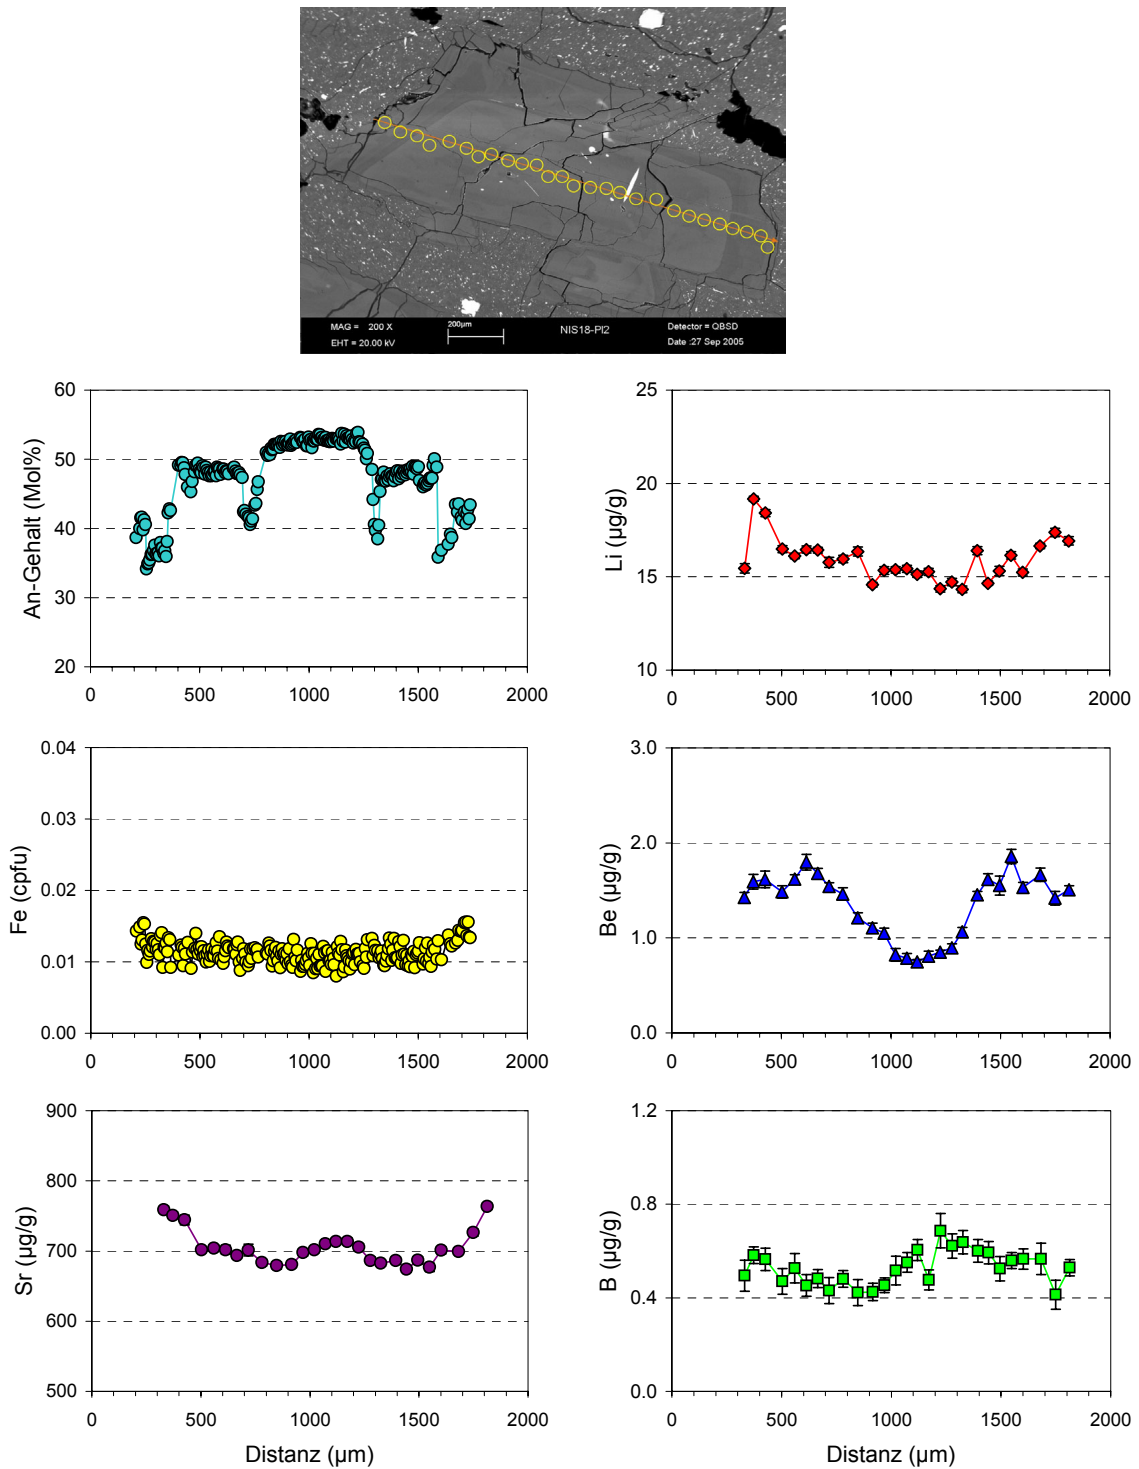 MAG = 200 X
EHT = 20.00 kV
200µm
NIS18-Pl2
Detector = QBSD
Date :27 Sep 2005
60
50
40
30
20
An-Gehalt (Mol%)
0 500 1000 1500 2000
25
20
15
10
Li (µg/g)
0 500 1000 1500 2000
0.04
0.03
0.02
0.01
0.00
Fe (cpfu)
0 500 1000 1500 2000
3.0
2.0
1.0
0.0
Be (µg/g)
0 500 1000 1500 2000
900
800
700
600
500
Sr (µg/g)
0 500 1000 1500 2000
Distanz (µm)
1.2
0.8
0.4
0.0
B (µg/g)
0 500 1000 1500 2000
Distanz (µm)